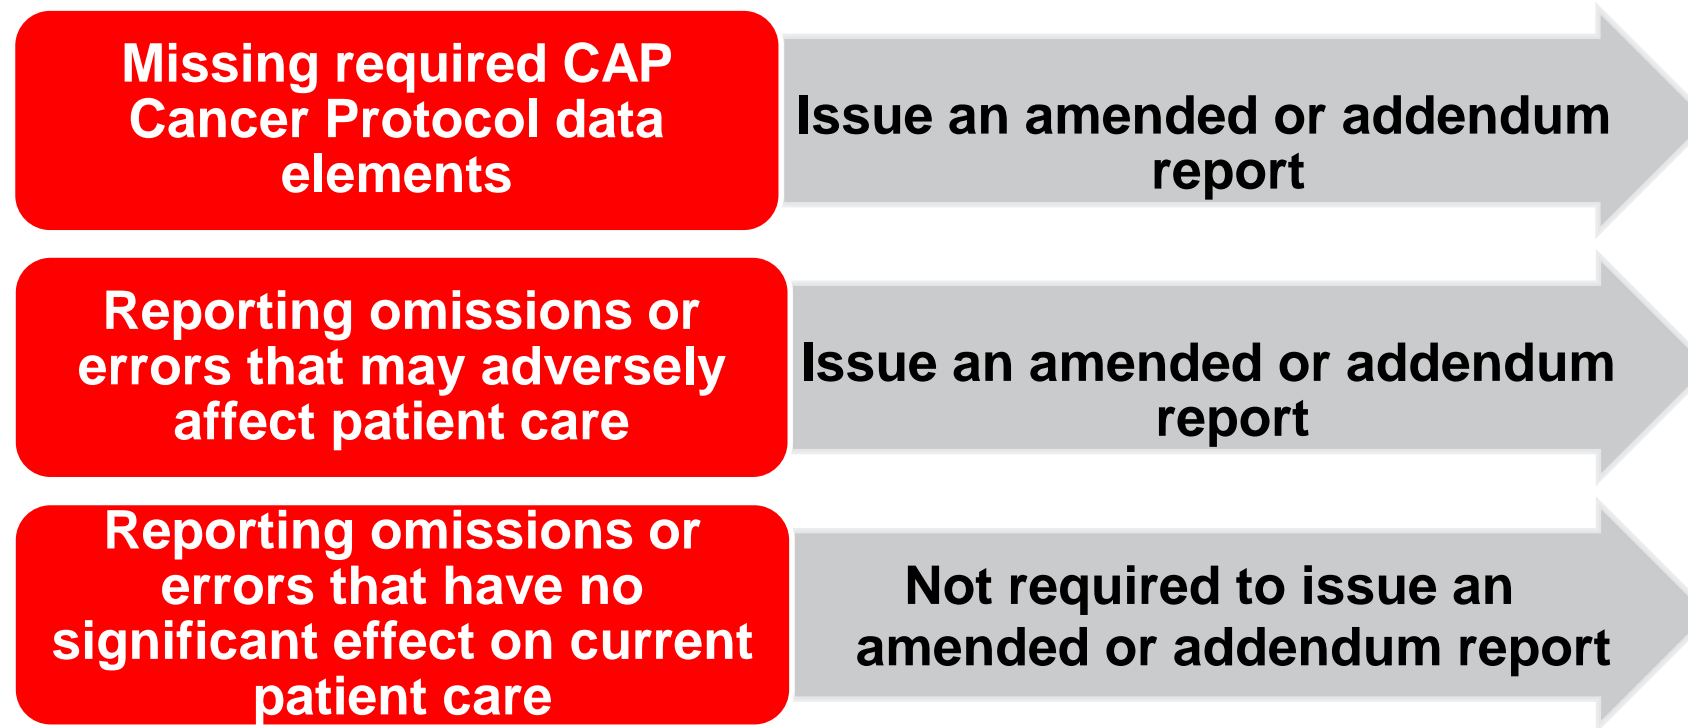 Missing required CAP
Cancer Protocol data
elements
Issue an amended or addendum
report
Reporting omissions or
errors that may adversely
affect patient care
Issue an amended or addendum
report
Reporting omissions or
errors that have no
significant effect on current
patient care
Not required to issue an
amended or addendum report